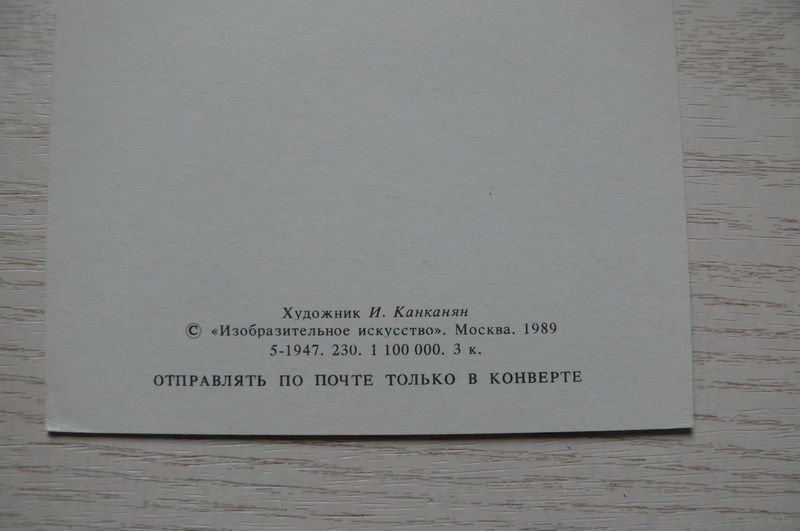 Художник И. Канканян
© «Изобразительное искусство». Москва. 1989
5-1947. 230. 1 100 000. 3 к.
ОТПРАВЛЯТЬ ПО ПОЧТЕ ТОЛЬКО В КОНВЕРТЕ